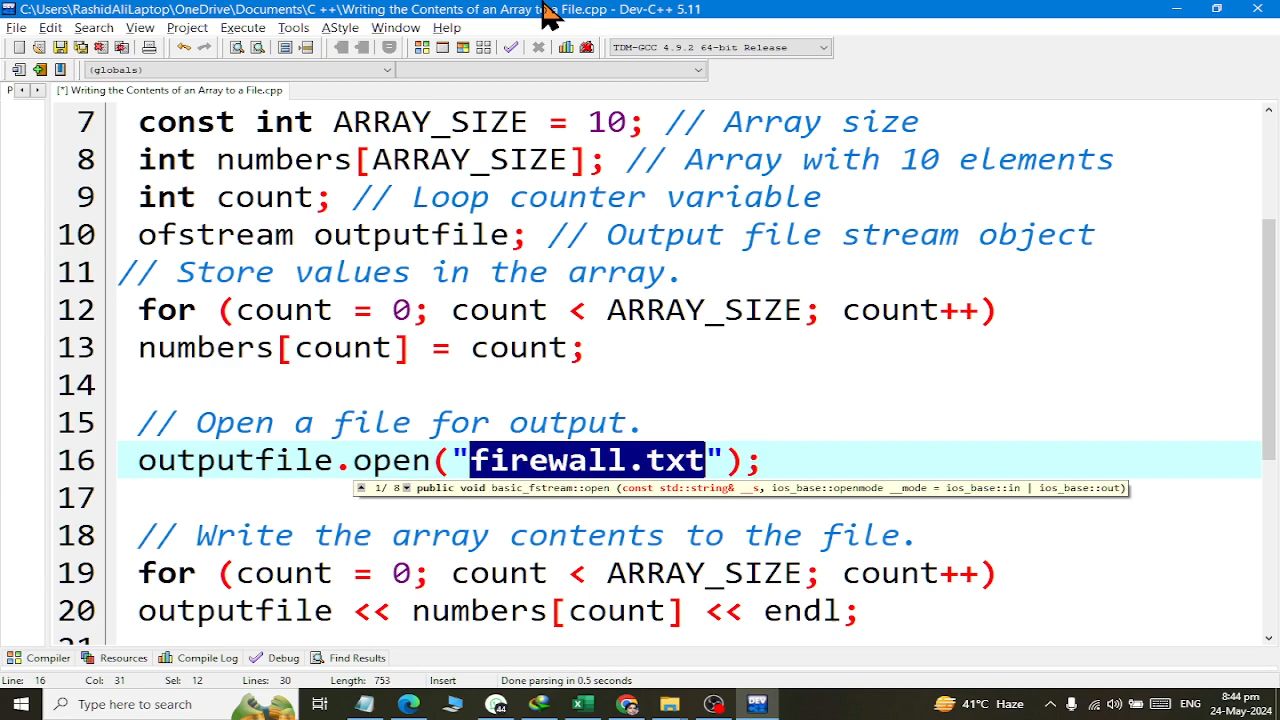 C:\Users\RashidAliLaptop\OneDrive\Documents\C ++\Writing the Contents of an Array to a File.cpp - Dev-C++ 5.11
File Edit Search View Project Execute Tools AStyle Window Help
TDM-GCC 4.9.2 64-bit Release
(globals)
P [*] Writing the Contents of an Array to a File.cpp
7 const int ARRAY_SIZE = 10; // Array size
8 int numbers[ARRAY_SIZE]; // Array with 10 elements
9 int count; // Loop counter variable
10 ofstream outputfile; // Output file stream object
11 // Store values in the array.
12 for (count = 0; count < ARRAY_SIZE; count++)
13 numbers[count] = count;
14
15 // Open a file for output.
16 outputfile.open("firewall.txt");
1/ 8 public void basic_fstream::open (const std::string& __s, ios_base::openmode __mode = ios_base::in | ios_base::out)
17
18 // Write the array contents to the file.
19 for (count = 0; count < ARRAY_SIZE; count++)
20 outputfile << numbers[count] << endl;
21
Compiler Resources Compile Log Debug Find Results
Line: 16 Col: 31 Sel: 12 Lines: 30 Length: 753 Insert Done parsing in 0.5 seconds
Type here to search 44 DEV 41°C Haze ENG 8:44 pm
24-May-2024